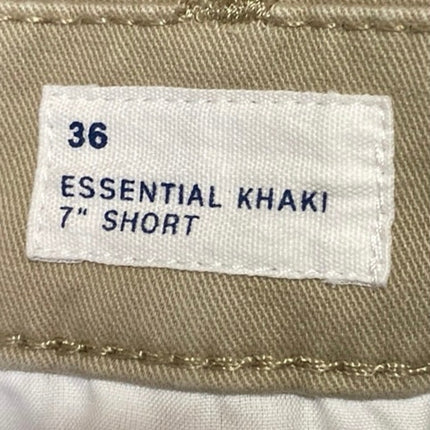 36
ESSENTIAL KHAKI
7" SHORT